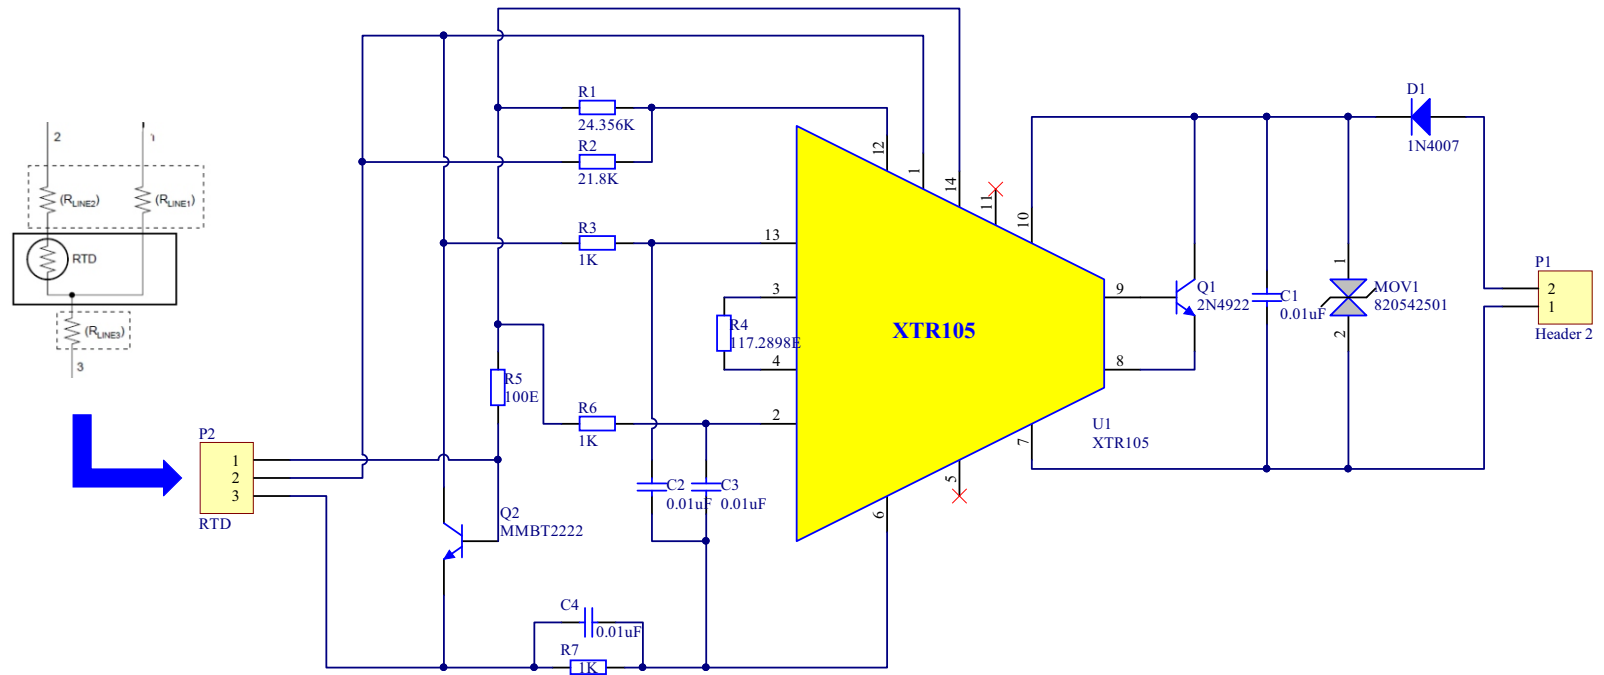 2
1
(RLINE2)
(RLINE1)
RTD
(RLINE3)
3
P2
1
2
3
RTD
R1
24.356K
R2
21.8K
R3
1K
R4
117.2898E
R5
100E
R6
1K
C2
0.01uF
C3
0.01uF
Q2
MMBT2222
C4
0.01uF
R7
1K
12
1
14
11
10
13
3
4
2
9
8
7
5
6
XTR105
U1
XTR105
Q1
2N4922
C1
0.01uF
1
MOV1
820542501
2
D1
1N4007
P1
2
1
Header 2